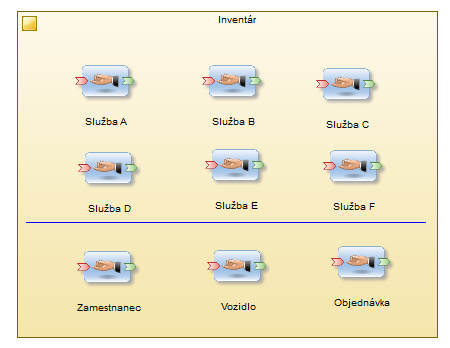 Inventár
Služba A
Služba B
Služba C
Služba D
Služba E
Služba F
Zamestnanec
Vozidlo
Objednávka